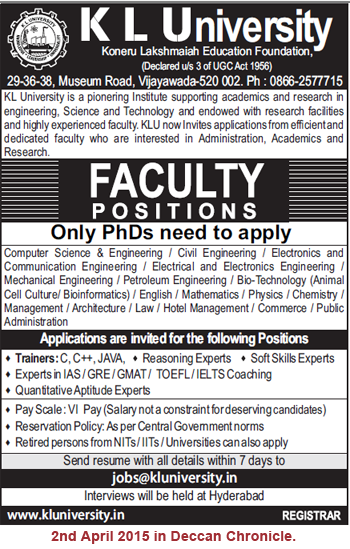 K L University
Koneru Lakshmaiah Education Foundation,
(Declared u/s 3 of UGC Act 1956)
29-36-38, Museum Road, Vijayawada-520 002. Ph : 0866-2577715
KL University is a pioneering Institute supporting academics and research in
engineering, Science and Technology and endowed with research facilities
and highly experienced faculty. KLU now Invites applications from efficient and
dedicated faculty who are interested in Administration, Academics and
Research.
FACULTY
POSITIONS
Only PhDs need to apply
Computer Science & Engineering / Civil Engineering / Electronics and
Communication Engineering / Electrical and Electronics Engineering /
Mechanical Engineering / Petroleum Engineering / Bio-Technology (Animal
Cell Culture/ Bioinformatics) / English / Mathematics / Physics / Chemistry /
Management / Architecture / Law / Hotel Management / Commerce / Public
Administration
Applications are invited for the following Positions
♦ Trainers: C, C++, JAVA, ♦ Reasoning Experts ♦ Soft Skills Experts
♦ Experts in IAS / GRE / GMAT / TOEFL / IELTS Coaching
♦ Quantitative Aptitude Experts
♦ Pay Scale : VI Pay (Salary not a constraint for deserving candidates)
♦ Reservation Policy: As per Central Government norms
♦ Retired persons from NITs / IITs / Universities can also apply
Send resume with all details within 7 days to
jobs@kluniversity.in
Interviews will be held at Hyderabad
www.kluniversity.in REGISTRAR
2nd April 2015 in Deccan Chronicle.